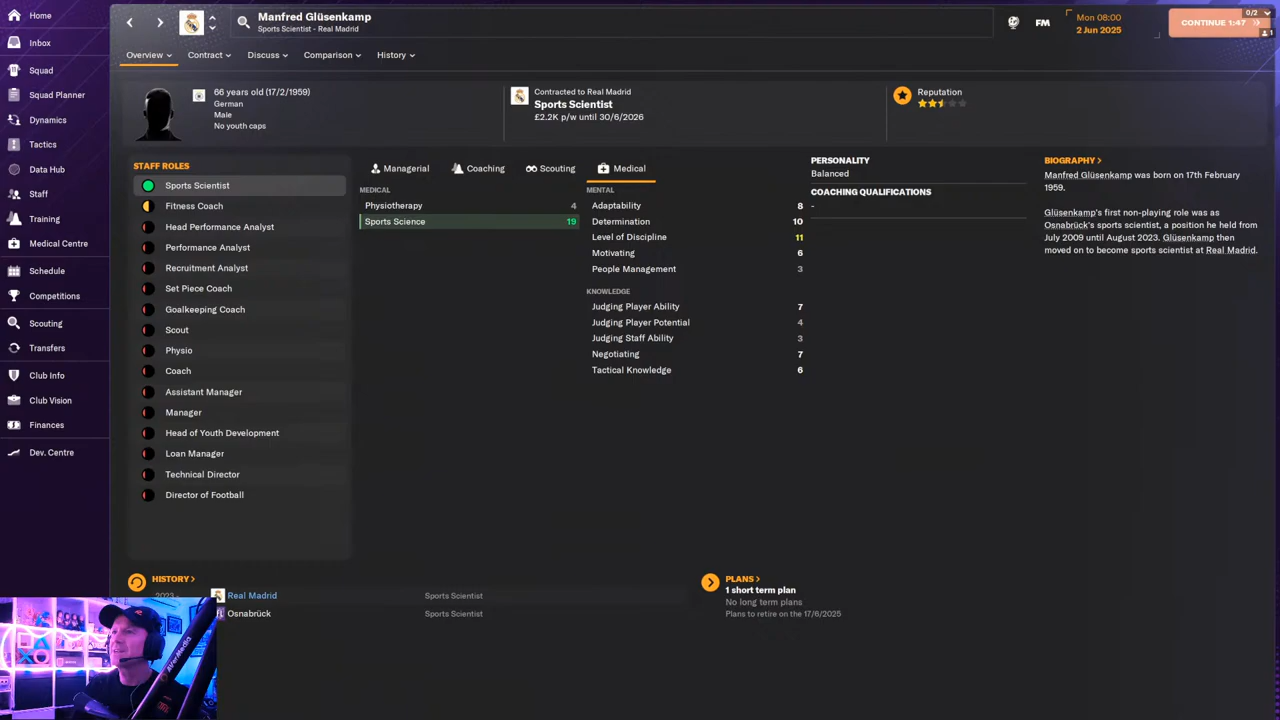 Home
Manfred Glüsenkamp
Sports Scientist - Real Madrid
FM
Mon 08:00
2 Jun 2025
0/2
CONTINUE 1:47
1
Inbox
Squad
Squad Planner
Dynamics
Tactics
Data Hub
Staff
Training
Medical Centre
Schedule
Competitions
Scouting
Transfers
Club Info
Club Vision
Finances
Dev. Centre
Overview
Contract
Discuss
Comparison
History
66 years old (17/2/1959)
German
Male
No youth caps
Contracted to Real Madrid
Sports Scientist
£2.2K p/w until 30/6/2026
Reputation
STAFF ROLES
Sports Scientist
Fitness Coach
Head Performance Analyst
Performance Analyst
Recruitment Analyst
Set Piece Coach
Goalkeeping Coach
Scout
Physio
Coach
Assistant Manager
Manager
Head of Youth Development
Loan Manager
Technical Director
Director of Football
Managerial
Coaching
Scouting
Medical
MEDICAL
Physiotherapy 4
Sports Science 19
MENTAL
Adaptability 8
Determination 10
Level of Discipline 11
Motivating 6
People Management 3
KNOWLEDGE
Judging Player Ability 7
Judging Player Potential 4
Judging Staff Ability 3
Negotiating 7
Tactical Knowledge 6
PERSONALITY
Balanced
COACHING QUALIFICATIONS
-
BIOGRAPHY >
Manfred Glüsenkamp was born on 17th February
1959.
Glüsenkamp's first non-playing role was as
Osnabrück's sports scientist, a position he held from
July 2009 until August 2023. Glüsenkamp then
moved on to become sports scientist at Real Madrid.
HISTORY >
2023 - Real Madrid Sports Scientist
Osnabrück Sports Scientist
PLANS >
1 short term plan
No long term plans
Plans to retire on the 17/6/2025
AVerMedia